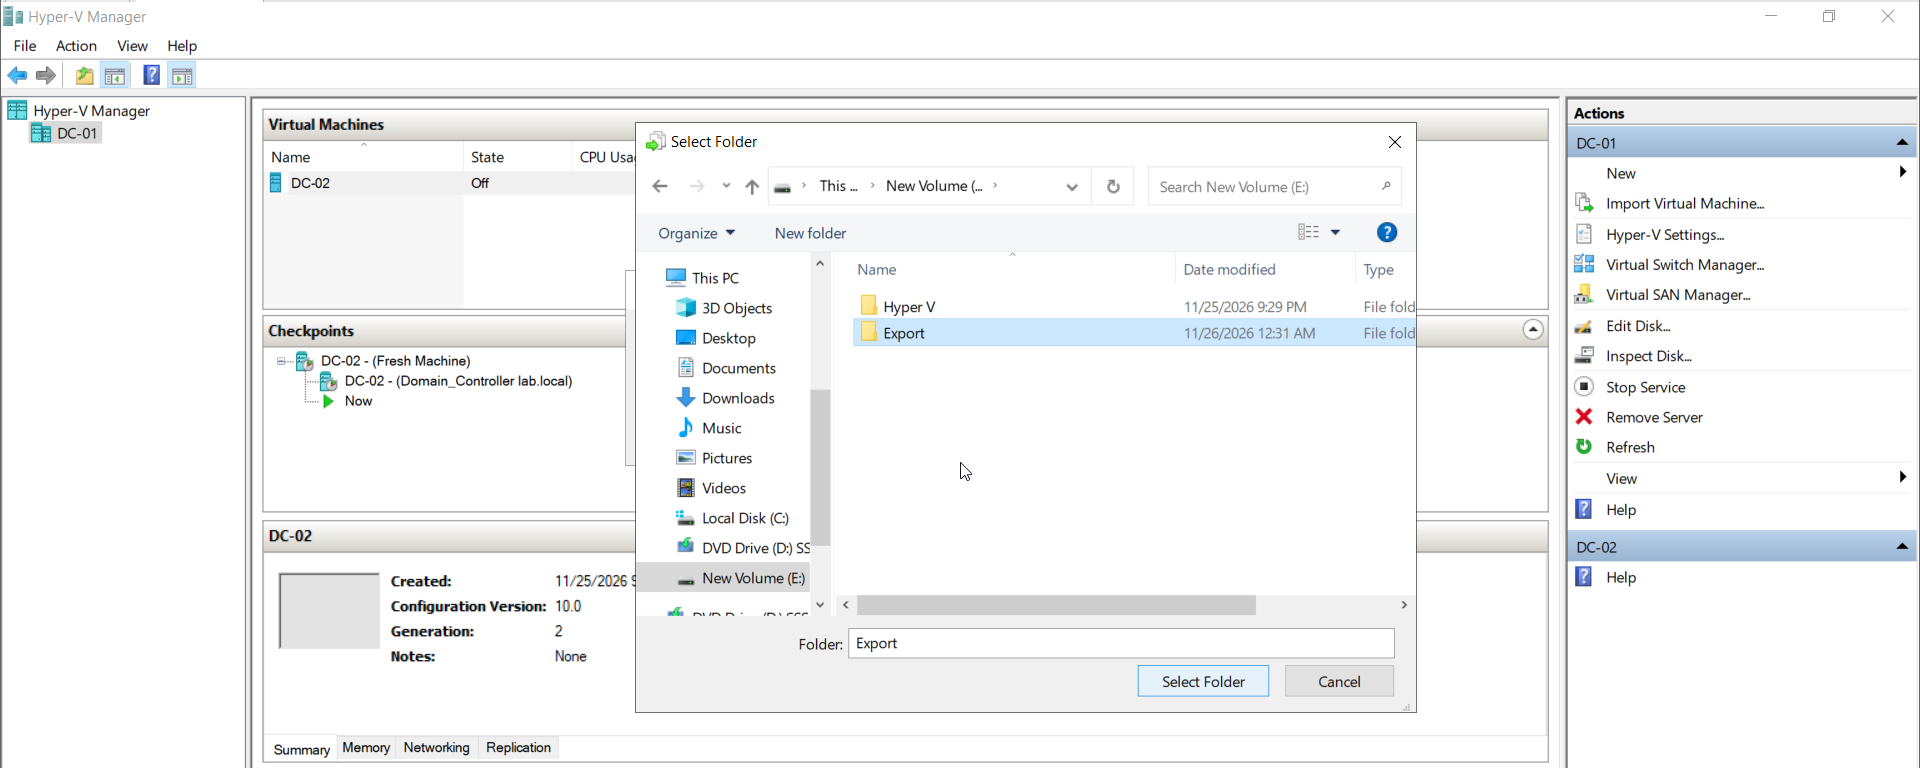 Hyper-V Manager
File Action View Help
Hyper-V Manager
DC-01
Virtual Machines
Name State CPU Usa
DC-02 Off
Checkpoints
DC-02 - (Fresh Machine)
DC-02 - (Domain_Controller lab.local)
Now
DC-02
Created: 11/25/2026 9
Configuration Version: 10.0
Generation: 2
Notes: None
Summary Memory Networking Replication
Select Folder
This ... New Volume (... Search New Volume (E:)
Organize New folder
This PC
3D Objects
Desktop
Documents
Downloads
Music
Pictures
Videos
Local Disk (C:)
DVD Drive (D:) SS
New Volume (E:)
DVD Drive (D:) SSS
Name Date modified Type
Hyper V 11/25/2026 9:29 PM File fold
Export 11/26/2026 12:31 AM File fold
Folder: Export
Select Folder Cancel
Actions
DC-01
New
Import Virtual Machine...
Hyper-V Settings...
Virtual Switch Manager...
Virtual SAN Manager...
Edit Disk...
Inspect Disk...
Stop Service
Remove Server
Refresh
View
Help
DC-02
Help